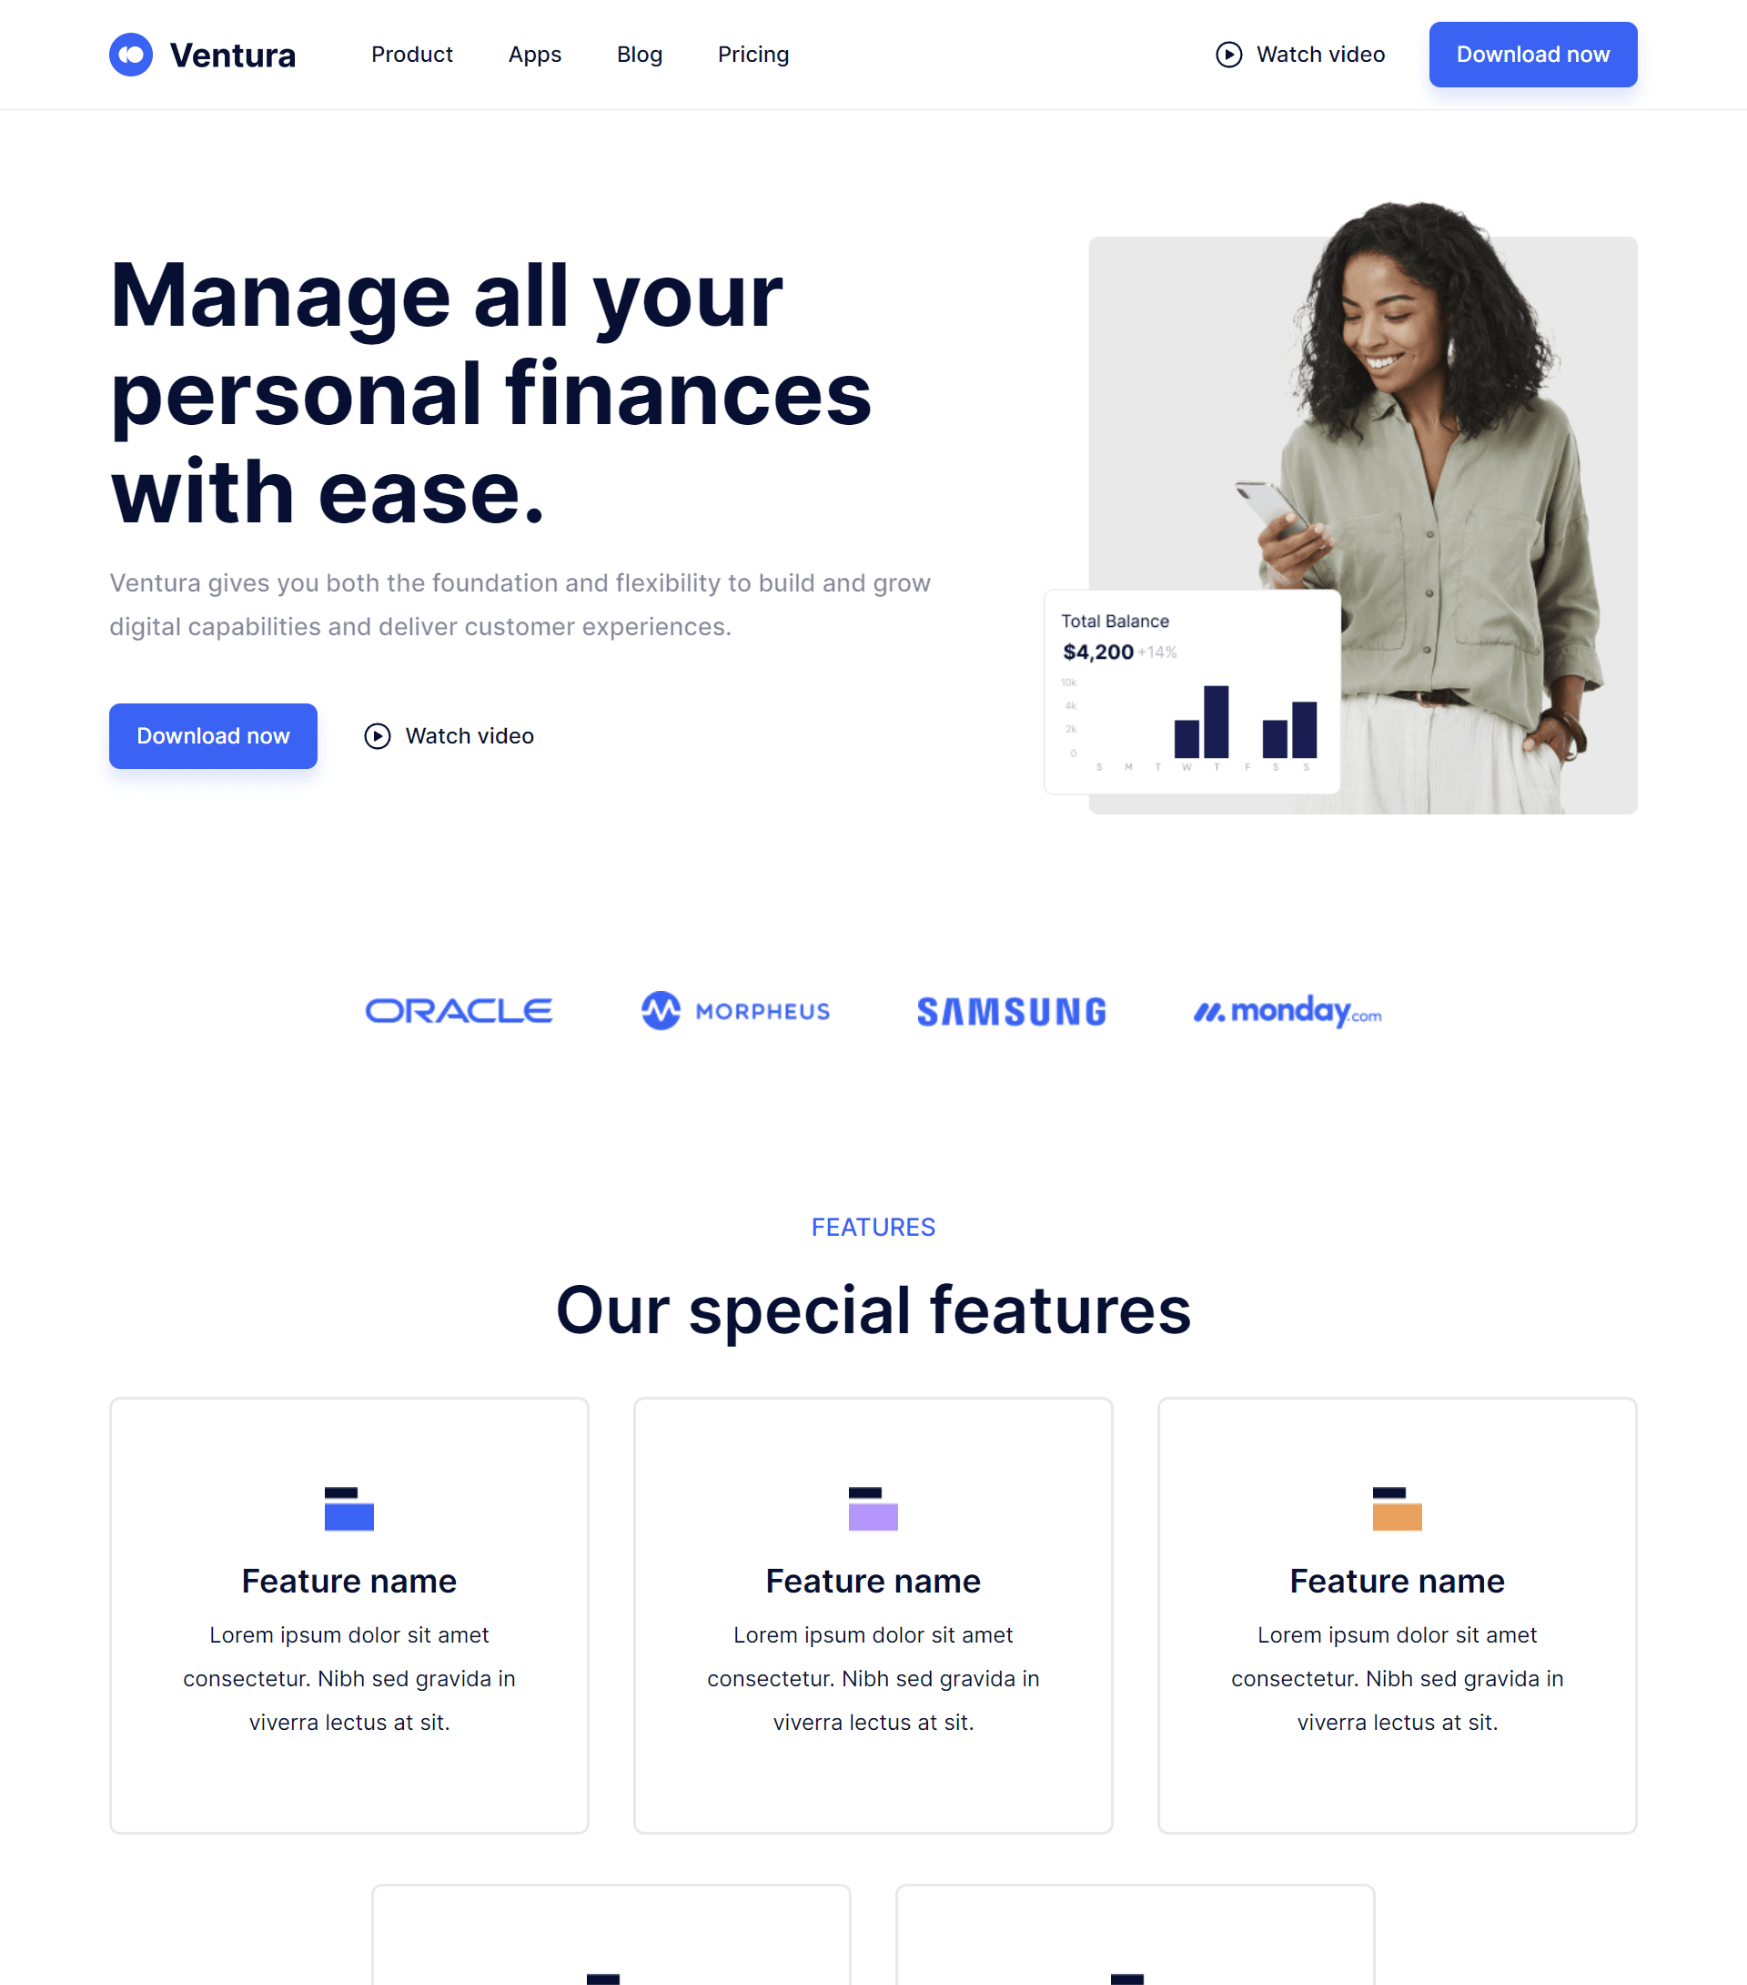 Ventura
Product
Apps
Blog
Pricing
Watch video
Download now
Manage all your
personal finances
with ease.
Ventura gives you both the foundation and flexibility to build and grow
digital capabilities and deliver customer experiences.
Download now
Watch video
Total Balance
$4,200 +14%
10k
4k
2k
0
S M T W T F S S
ORACLE
MORPHEUS
SAMSUNG
monday.com
FEATURES
Our special features
Feature name
Lorem ipsum dolor sit amet
consectetur. Nibh sed gravida in
viverra lectus at sit.
Feature name
Lorem ipsum dolor sit amet
consectetur. Nibh sed gravida in
viverra lectus at sit.
Feature name
Lorem ipsum dolor sit amet
consectetur. Nibh sed gravida in
viverra lectus at sit.